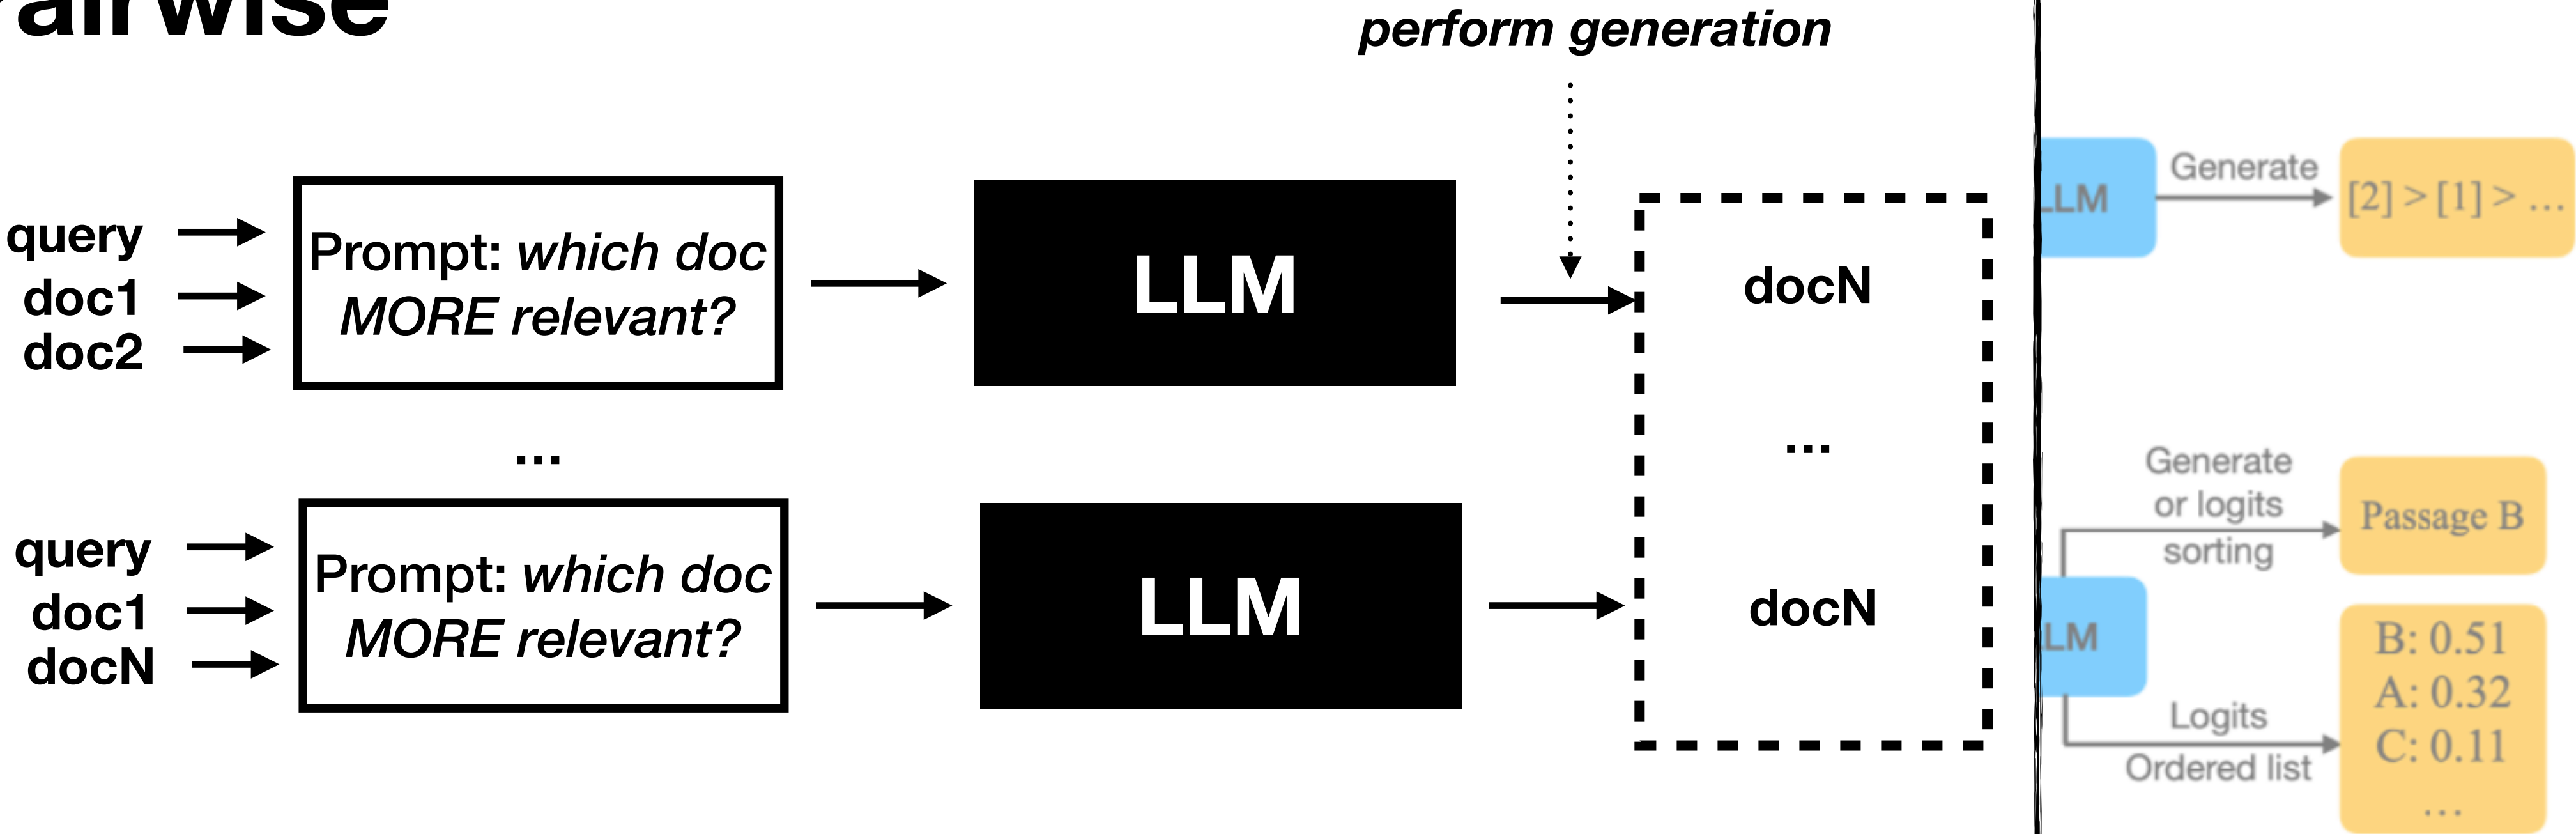 airwise
perform generation
query
doc1
doc2
Prompt: which doc
MORE relevant?
LLM
docN
...
...
query
doc1
docN
Prompt: which doc
MORE relevant?
LLM
docN
LLM
Generate
[2] > [1] > ...
Generate
or logits
sorting
Passage B
LM
Logits
Ordered list
B: 0.51
A: 0.32
C: 0.11
...